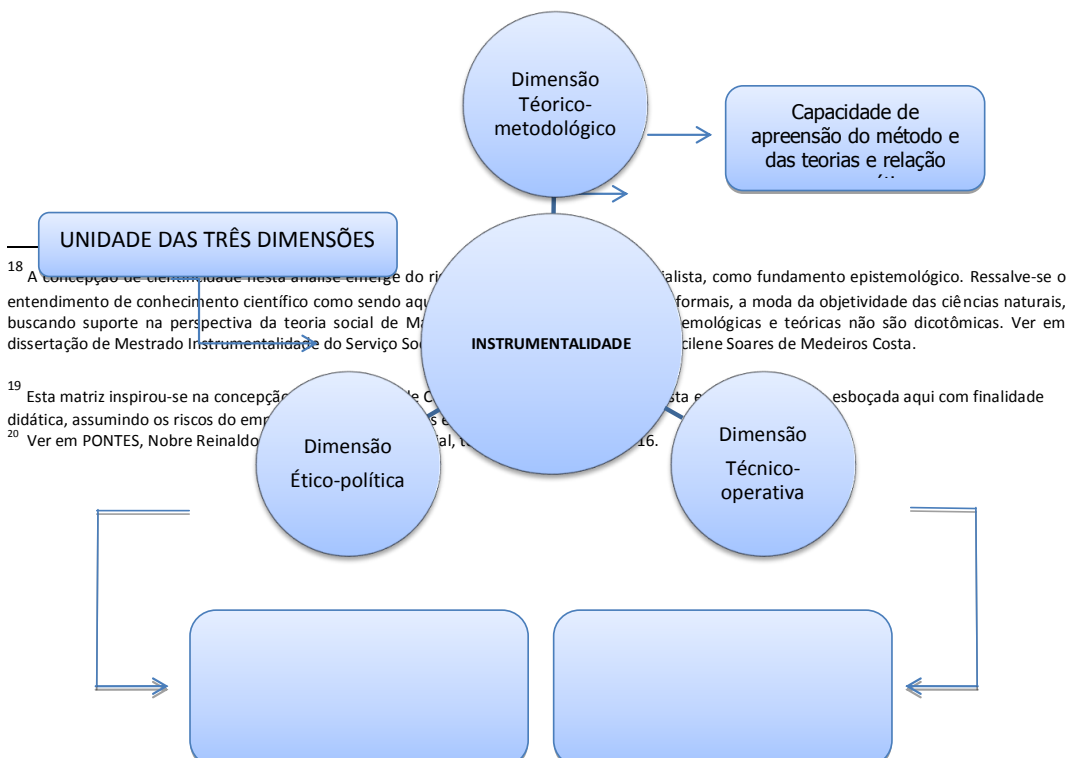 Dimensão
Téorico-
metodológico
Capacidade de
apreensão do método e
das teorias e relação
UNIDADE DAS TRÊS DIMENSÕES
18 A concepção de cientificidade nesta análise emerge do alista, como fundamento epistemológico. Ressalve-se o
entendimento de conhecimento científico como sendo formais, a moda da objetividade das ciências naturais,
buscando suporte na perspectiva da teoria social de emológicas e teóricas não são dicotômicas. Ver em
dissertação de Mestrado Instrumentalidade do Serviço cilene Soares de Medeiros Costa.
INSTRUMENTALIDADE
19 Esta matriz inspirou-se na concepção esboçada aqui com finalidade
didática, assumindo os riscos do
20 Ver em PONTES, Nobre Reinaldo 16.
Dimensão
Ético-política
Dimensão
Técnico-
operativa